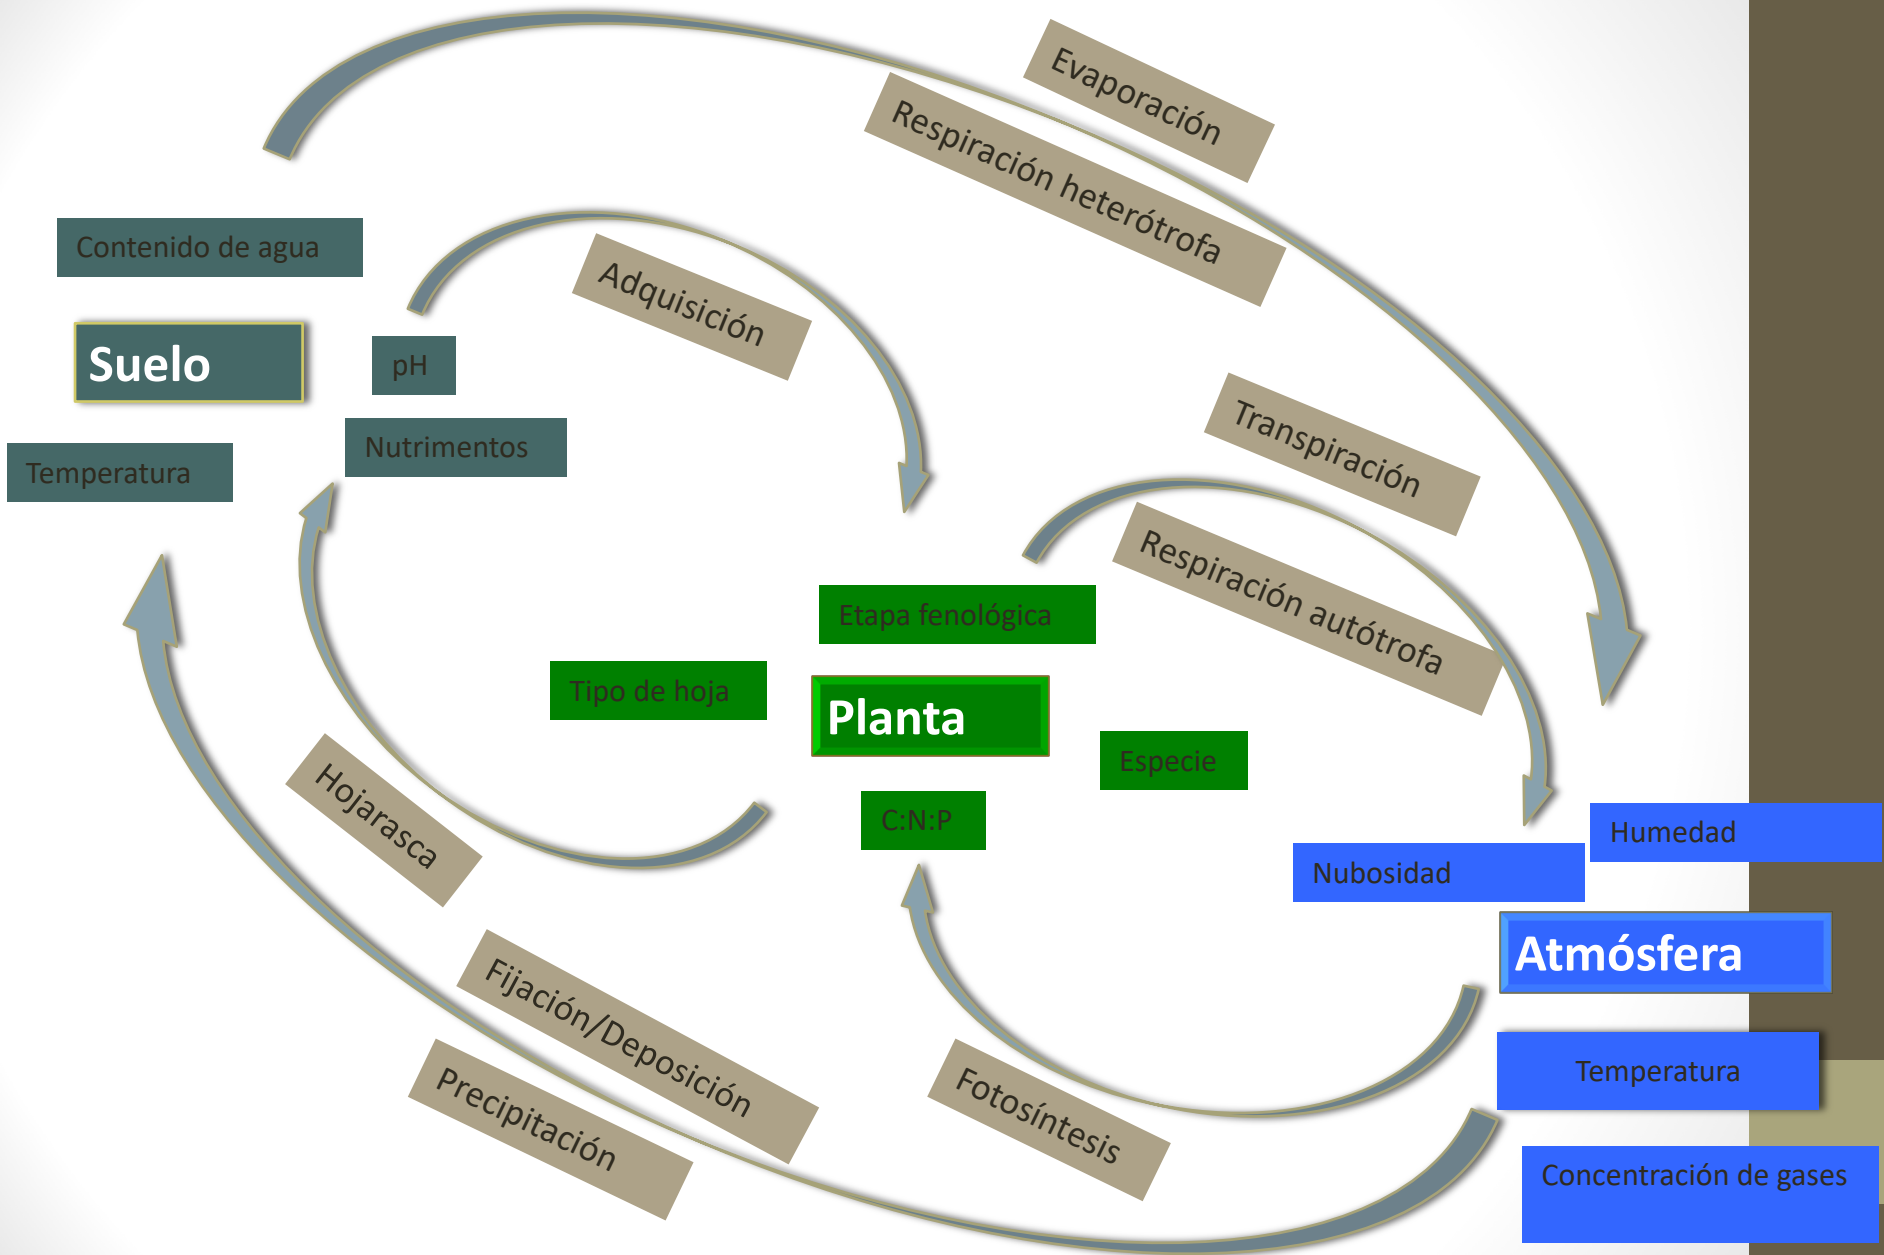 Evaporación
Respiración heterótrofa
Contenido de agua
Adquisición
Suelo
pH
Nutrimentos
Temperatura
Transpiración
Respiración autótrofa
Etapa fenológica
Tipo de hoja
Planta
Especie
C:N:P
Hojarasca
Humedad
Nubosidad
Atmósfera
Fijación/Deposición
Precipitación
Fotosíntesis
Temperatura
Concentración de gases